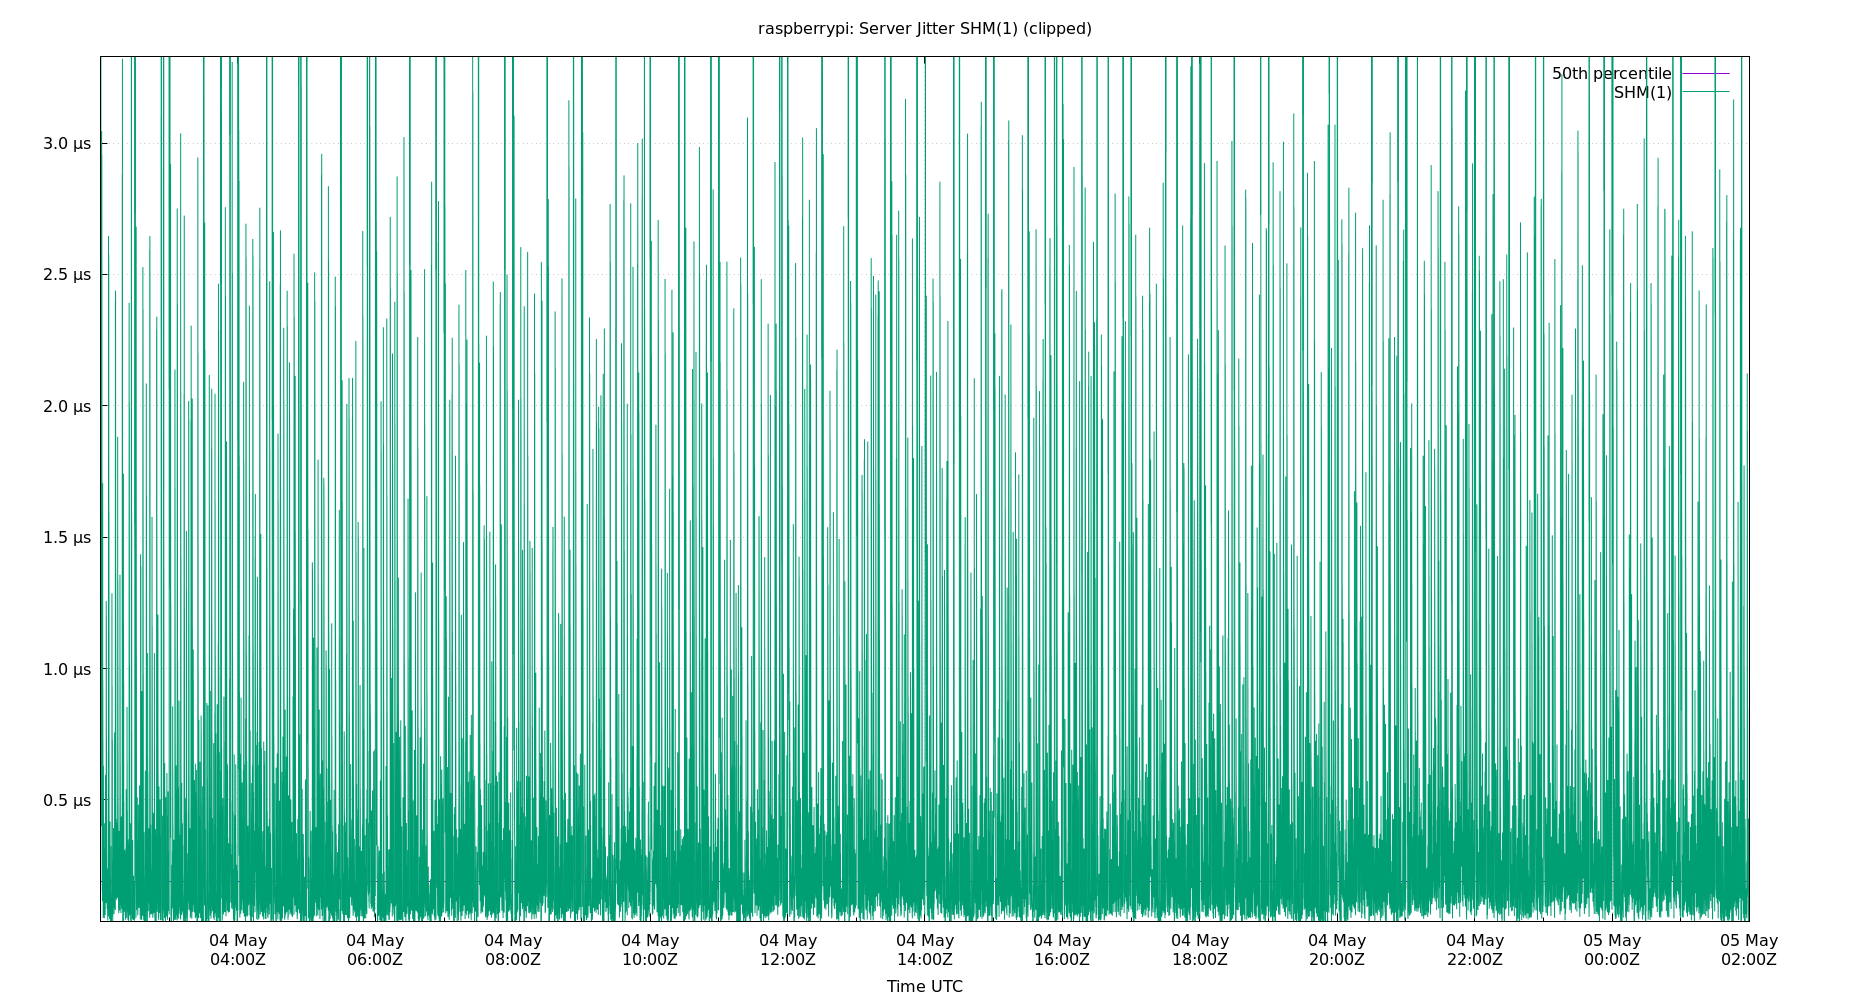 raspberrypi: Server Jitter SHM(1) (clipped)
50th percentile
SHM(1)
3.0 µs
2.5 µs
2.0 µs
1.5 µs
1.0 µs
0.5 µs
04 May 04 May 04 May 04 May 04 May 04 May 04 May 04 May 04 May 04 May 05 May 05 May
04:00Z 06:00Z 08:00Z 10:00Z 12:00Z 14:00Z 16:00Z 18:00Z 20:00Z 22:00Z 00:00Z 02:00Z
Time UTC